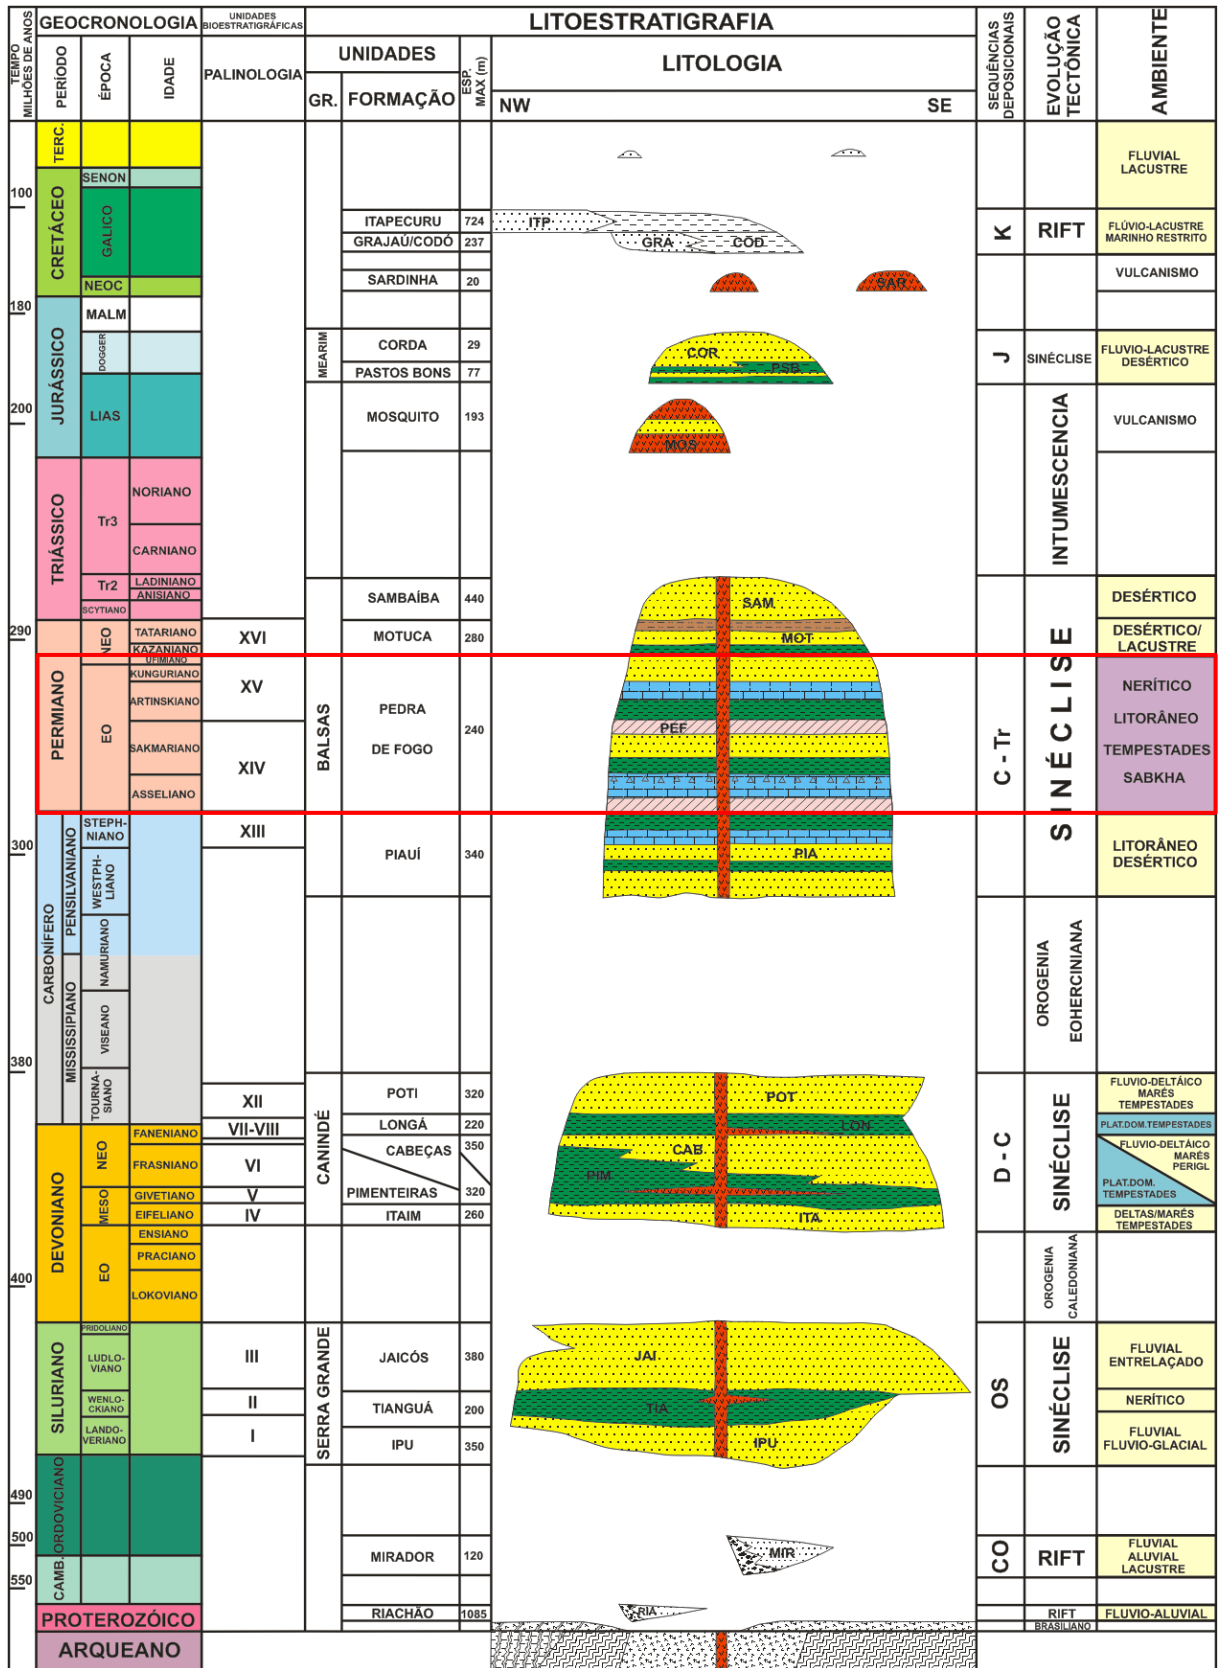 TEMPO
MILHÕES DE ANOS
GEOCRONOLOGIA
PERÍODO
ÉPOCA
IDADE
UNIDADES
BIOESTRATIGRÁFICAS
PALINOLOGIA
LITOESTRATIGRAFIA
UNIDADES
GR.
FORMAÇÃO
ESP.
MAX (m)
LITOLOGIA
NW
SE
SEQUÊNCIAS
DEPOSICIONAIS
EVOLUÇÃO
TECTÔNICA
AMBIENTE
100
180
200
290
300
380
400
490
500
550
TERC.
CRETÁCEO
JURÁSSICO
TRIÁSSICO
PERMIANO
CARBONÍFERO
PENSILVANIANO
MISSISSIPIANO
DEVONIANO
SILURIANO
ORDOVICIANO
CAMB.
PROTEROZÓICO
ARQUEANO
SENON
GALICO
NEOC
MALM
DOGGER
LIAS
Tr3
Tr2
SCYTIANO
NEO
EO
STEPH-
NIANO
WESTPH-
LIANO
NAMURIANO
VISEANO
TOURNA-
SIANO
NEO
MESO
EO
PRIDOLIANO
LUDLO-
VIANO
WENLO-
CKIANO
LANDO-
VERIANO
NORIANO
CARNIANO
LADINIANO
ANISIANO
TATARIANO
KAZANIANO
UFIMIANO
KUNGURIANO
ARTINSKIANO
SAKMARIANO
ASSELIANO
FANENIANO
FRASNIANO
GIVETIANO
EIFELIANO
ENSIANO
PRACIANO
LOKOVIANO
XVI
XV
XIV
XIII
XII
VII-VIII
VI
V
IV
III
II
I
MEARIM
BALSAS
CANINDÉ
SERRA GRANDE
ITAPECURU 724
GRAJAÚ/CODÓ 237
SARDINHA 20
CORDA 29
PASTOS BONS 77
MOSQUITO 193
SAMBAÍBA 440
MOTUCA 280
PEDRA
DE FOGO
240
PIAUÍ 340
POTI 320
LONGÁ 220
CABEÇAS 350
PIMENTEIRAS 320
ITAIM 260
JAICÓS 380
TIANGUÁ 200
IPU 350
MIRADOR 120
RIACHÃO 1085
ITP
GRA
COD
SAR
COR
PSB
MOS
SAM
MOT
PEF
PIA
POT
LON
CAB
PIM
ITA
JAI
TIA
IPU
MIR
RIA
K
J
C - Tr
D - C
OS
CO
RIFT
SINÉCLISE
INTUMESCENCIA
SINÉCLISE
OROGENIA
EOHERCINIANA
SINÉCLISE
OROGENIA
CALEDONIANA
SINÉCLISE
RIFT
RIFT
BRASILIANO
FLUVIAL
LACUSTRE
FLÚVIO-LACUSTRE
MARINHO RESTRITO
VULCANISMO
FLUVIO-LACUSTRE
DESÉRTICO
VULCANISMO
DESÉRTICO
DESÉRTICO/
LACUSTRE
NERÍTICO
LITORÂNEO
TEMPESTADES
SABKHA
LITORÂNEO
DESÉRTICO
FLUVIO-DELTÁICO
MARÉS
TEMPESTADES
PLAT.DOM.TEMPESTADES
FLUVIO-DELTÁICO
MARÉS
PERIGL
PLAT.DOM.
TEMPESTADES
DELTAS/MARÉS
TEMPESTADES
FLUVIAL
ENTRELAÇADO
NERÍTICO
FLUVIAL
FLUVIO-GLACIAL
FLUVIAL
ALUVIAL
LACUSTRE
FLUVIO-ALUVIAL